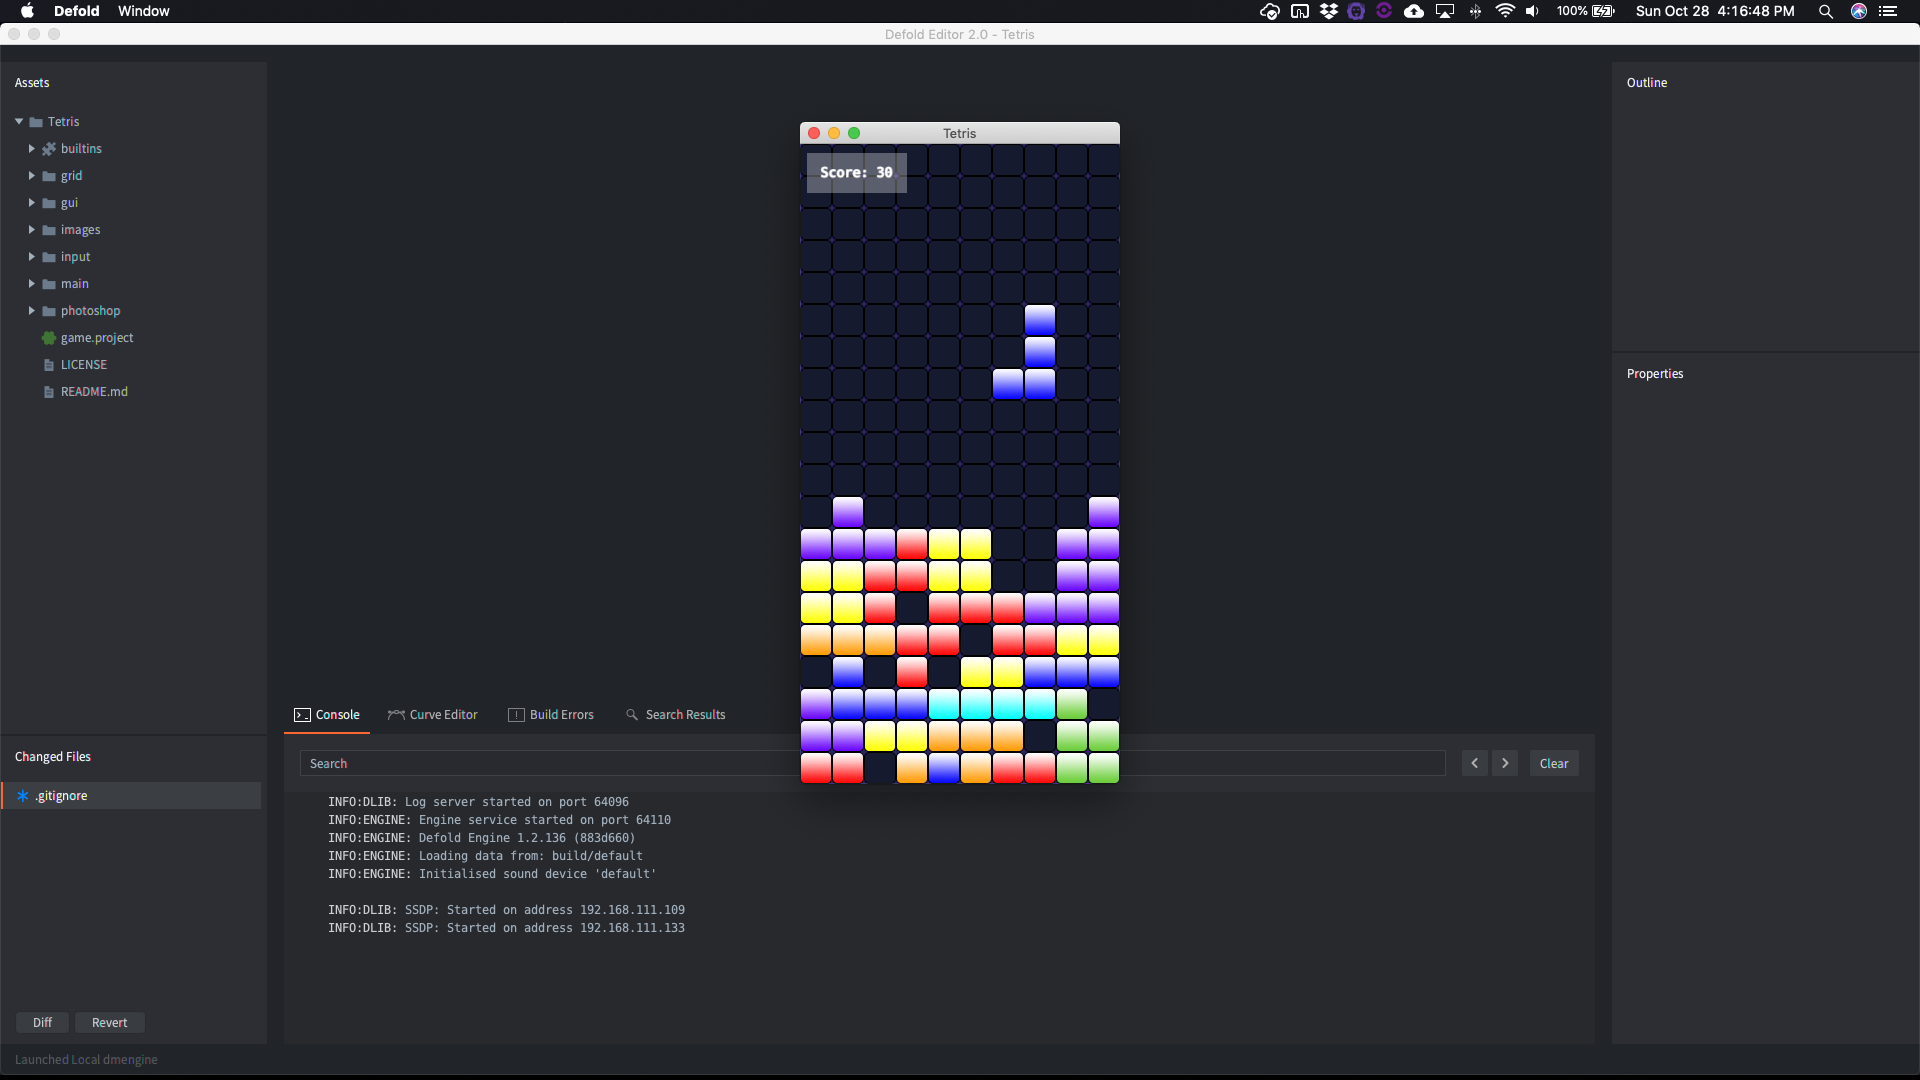 Defold Window
100% Sun Oct 28 4:16:48 PM
Defold Editor 2.0 - Tetris
Assets
Tetris
builtins
grid
gui
images
input
main
photoshop
game.project
LICENSE
README.md
Changed Files
.gitignore
Diff Revert
Launched Local dmengine
Tetris
Score: 30
Console Curve Editor Build Errors Search Results
Search
Clear
INFO:DLIB: Log server started on port 64096
INFO:ENGINE: Engine service started on port 64110
INFO:ENGINE: Defold Engine 1.2.136 (883d660)
INFO:ENGINE: Loading data from: build/default
INFO:ENGINE: Initialised sound device 'default'
INFO:DLIB: SSDP: Started on address 192.168.111.109
INFO:DLIB: SSDP: Started on address 192.168.111.133
Outline
Properties